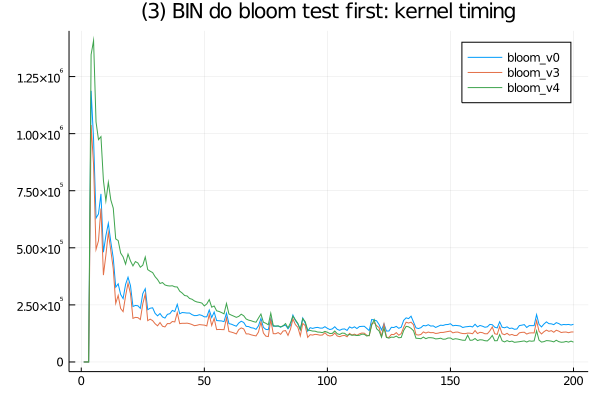 (3) BIN do bloom test first: kernel timing
bloom_v0
bloom_v3
bloom_v4
1.25×10⁶
1.00×10⁶
7.50×10⁵
5.00×10⁵
2.50×10⁵
0
0 50 100 150 200